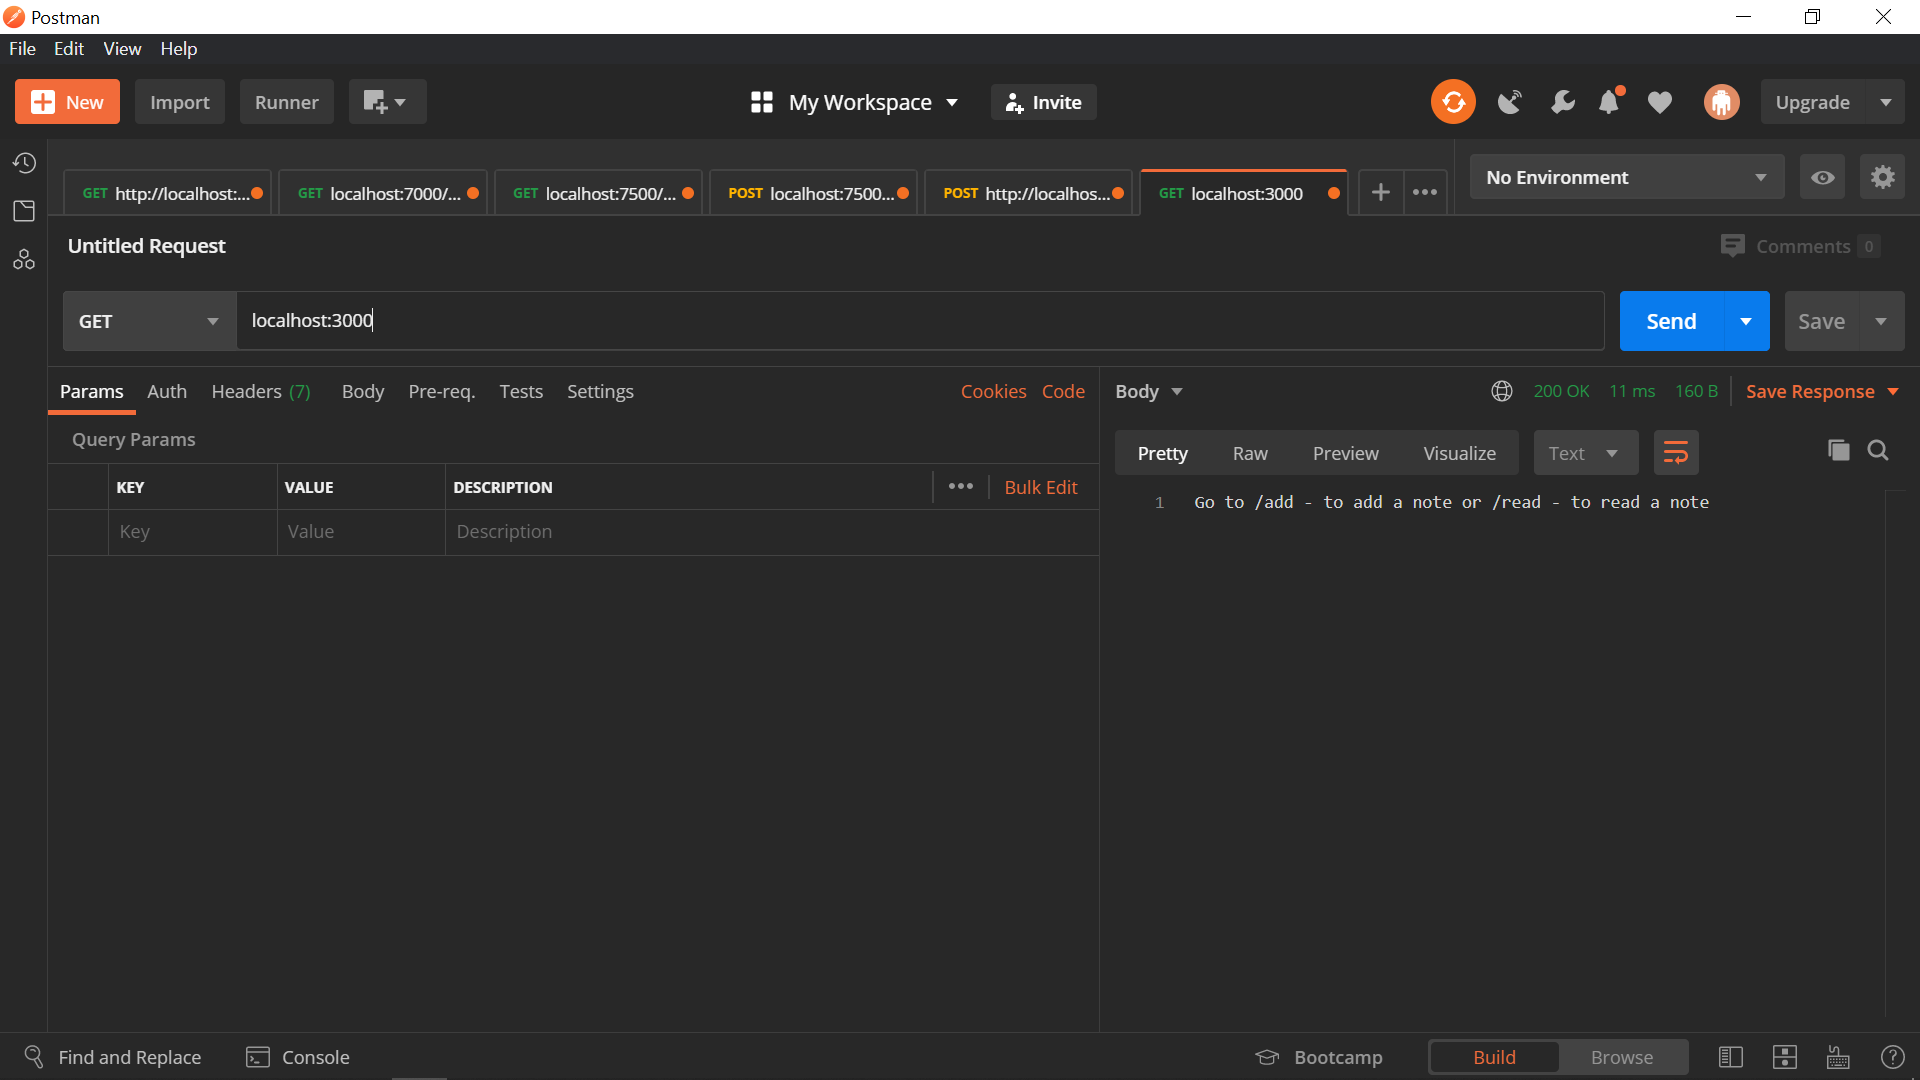 Postman
File Edit View Help
New Import Runner My Workspace Invite Upgrade
GET http://localhost:... GET localhost:7000/... GET localhost:7500/... POST localhost:7500... POST http://localhos... GET localhost:3000 No Environment
Untitled Request Comments 0
GET localhost:3000 Send Save
Params Auth Headers (7) Body Pre-req. Tests Settings Cookies Code Body 200 OK 11 ms 160 B Save Response
Query Params Pretty Raw Preview Visualize Text
KEY VALUE DESCRIPTION Bulk Edit
1 Go to /add - to add a note or /read - to read a note
Key Value Description
Find and Replace Console Bootcamp Build Browse